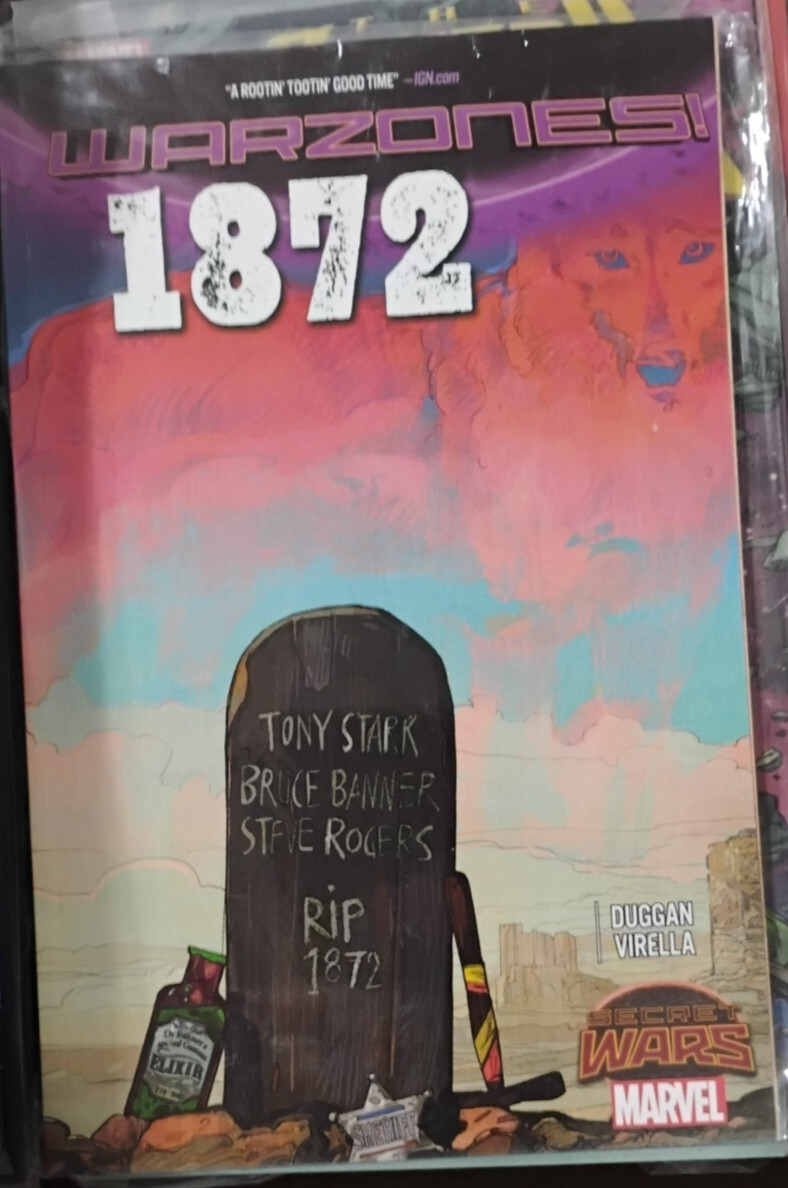 "A ROOTIN' TOOTIN' GOOD TIME" —IGN.com
WARZONES!
1872
TONY STARK
BRUCE BANNER
STEVE ROGERS
RIP
1872
DUGGAN
VIRELLA
ELIXIR
SECRET
WARS
SHERIFF
MARVEL